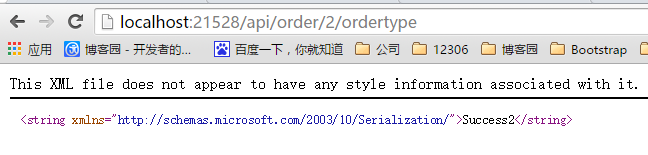 localhost:21528/api/order/2/ordertype
应用 博客园 - 开发者的... 百度一下，你就知道 公司 12306 博客园 Bootstrap
This XML file does not appear to have any style information associated with it.
<string xmlns="http://schemas.microsoft.com/2003/10/Serialization/">Success2</string>